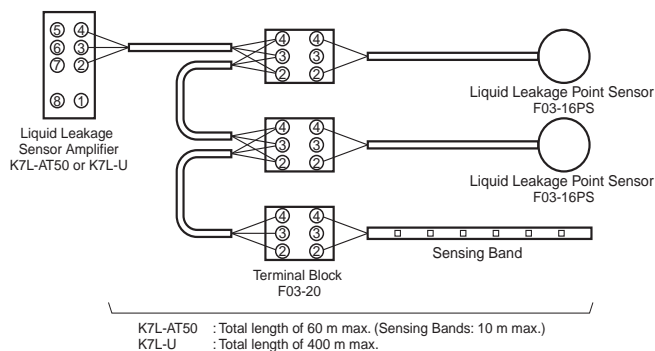 ⑤ ④
⑥ ③
⑦ ②
⑧ ①
Liquid Leakage
Sensor Amplifier
K7L-AT50 or K7L-U
④ ④
③ ③
② ②
Liquid Leakage Point Sensor
F03-16PS
④ ④
③ ③
② ②
Liquid Leakage Point Sensor
F03-16PS
④ ④
③ ③
② ②
Terminal Block
F03-20
Sensing Band
K7L-AT50 : Total length of 60 m max. (Sensing Bands: 10 m max.)
K7L-U : Total length of 400 m max.